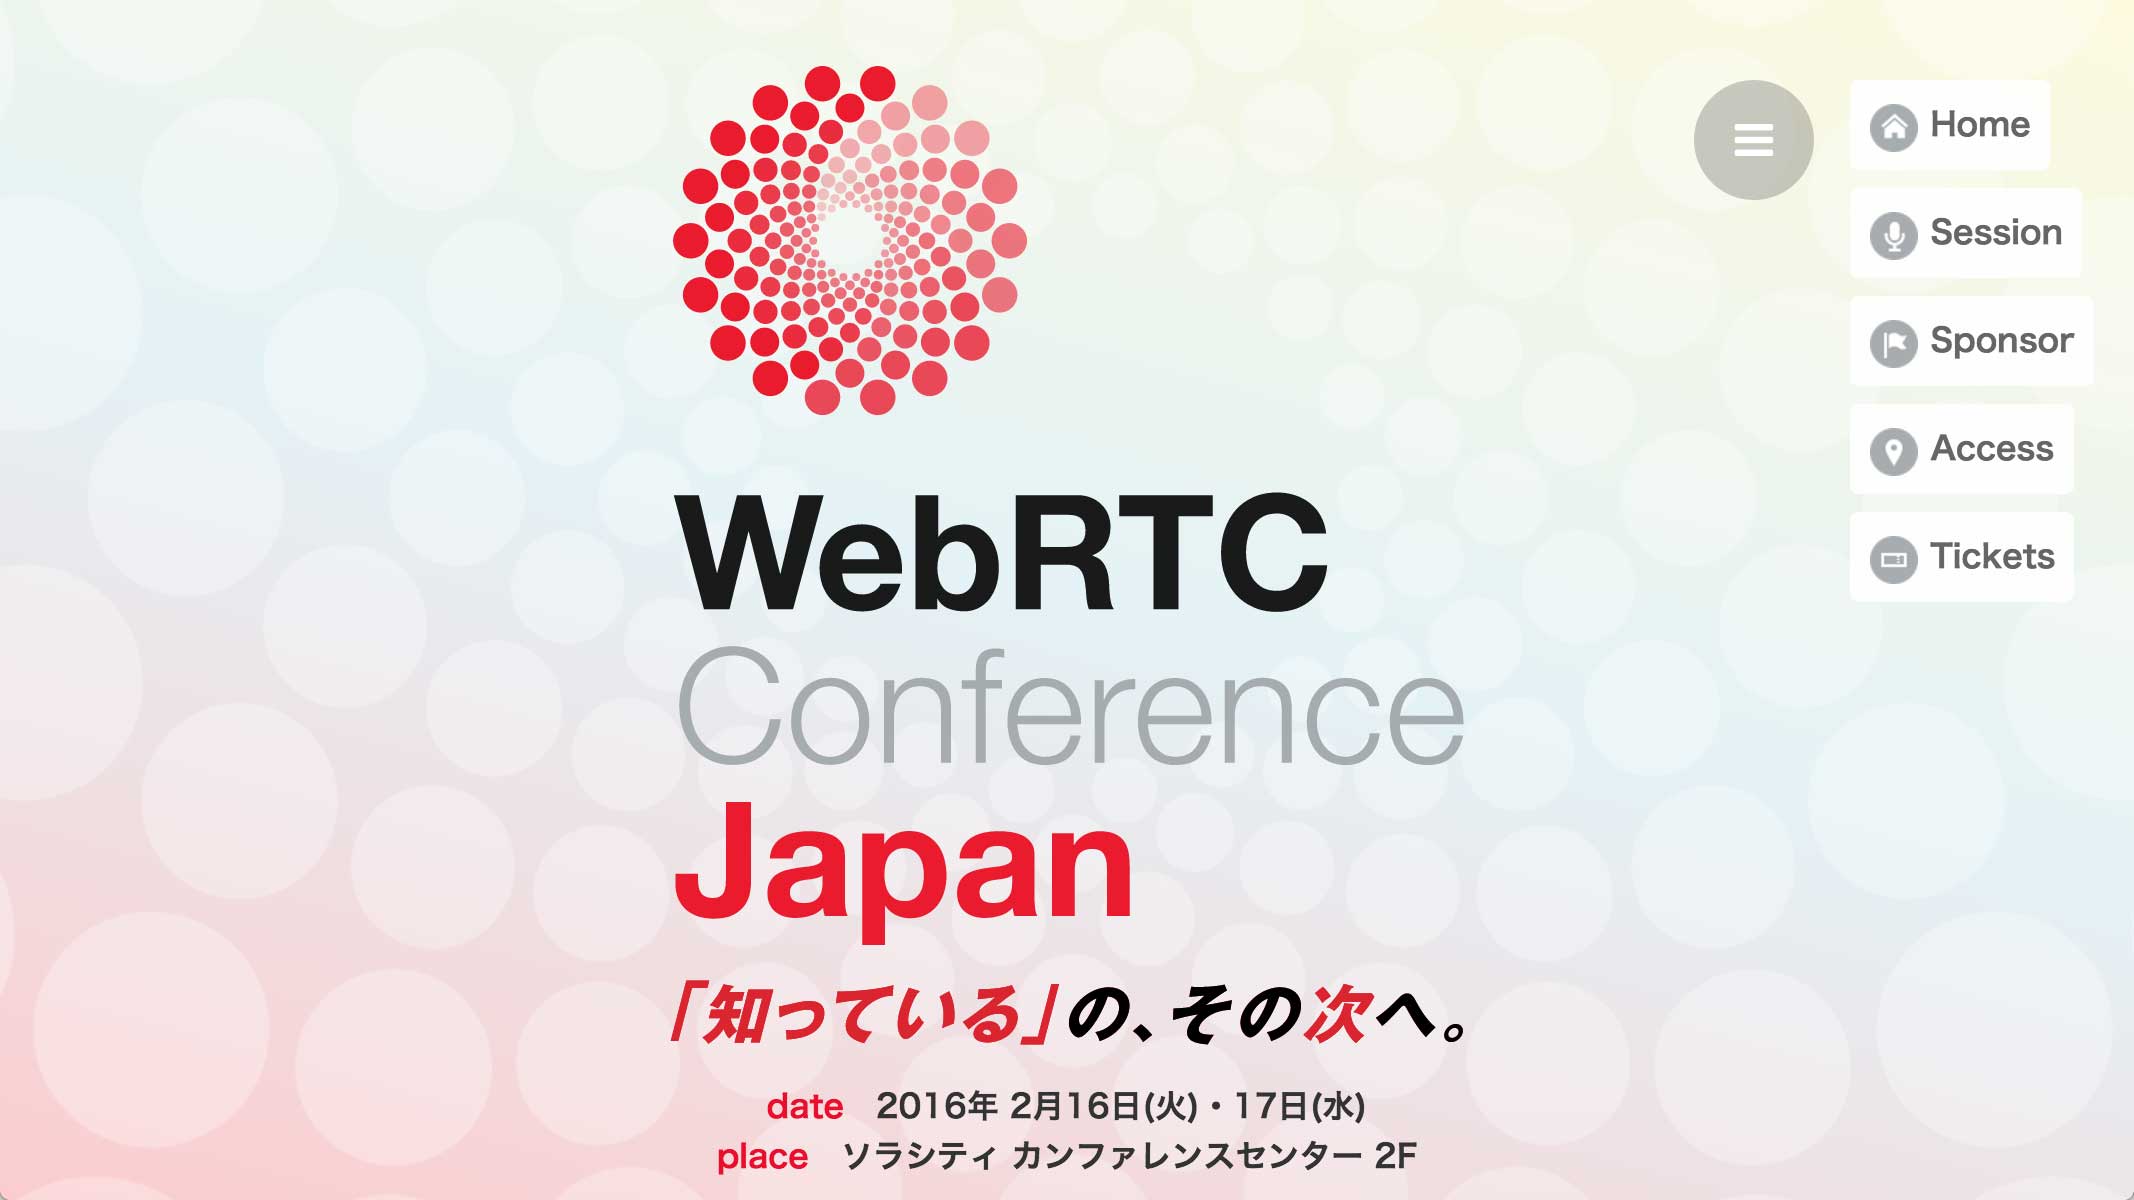 WebRTC
Conference
Japan
「知っている」の、その次へ。
date 2016年 2月16日(火)・17日(水)
place ソラシティ カンファレンスセンター 2F
Home
Session
Sponsor
Access
Tickets